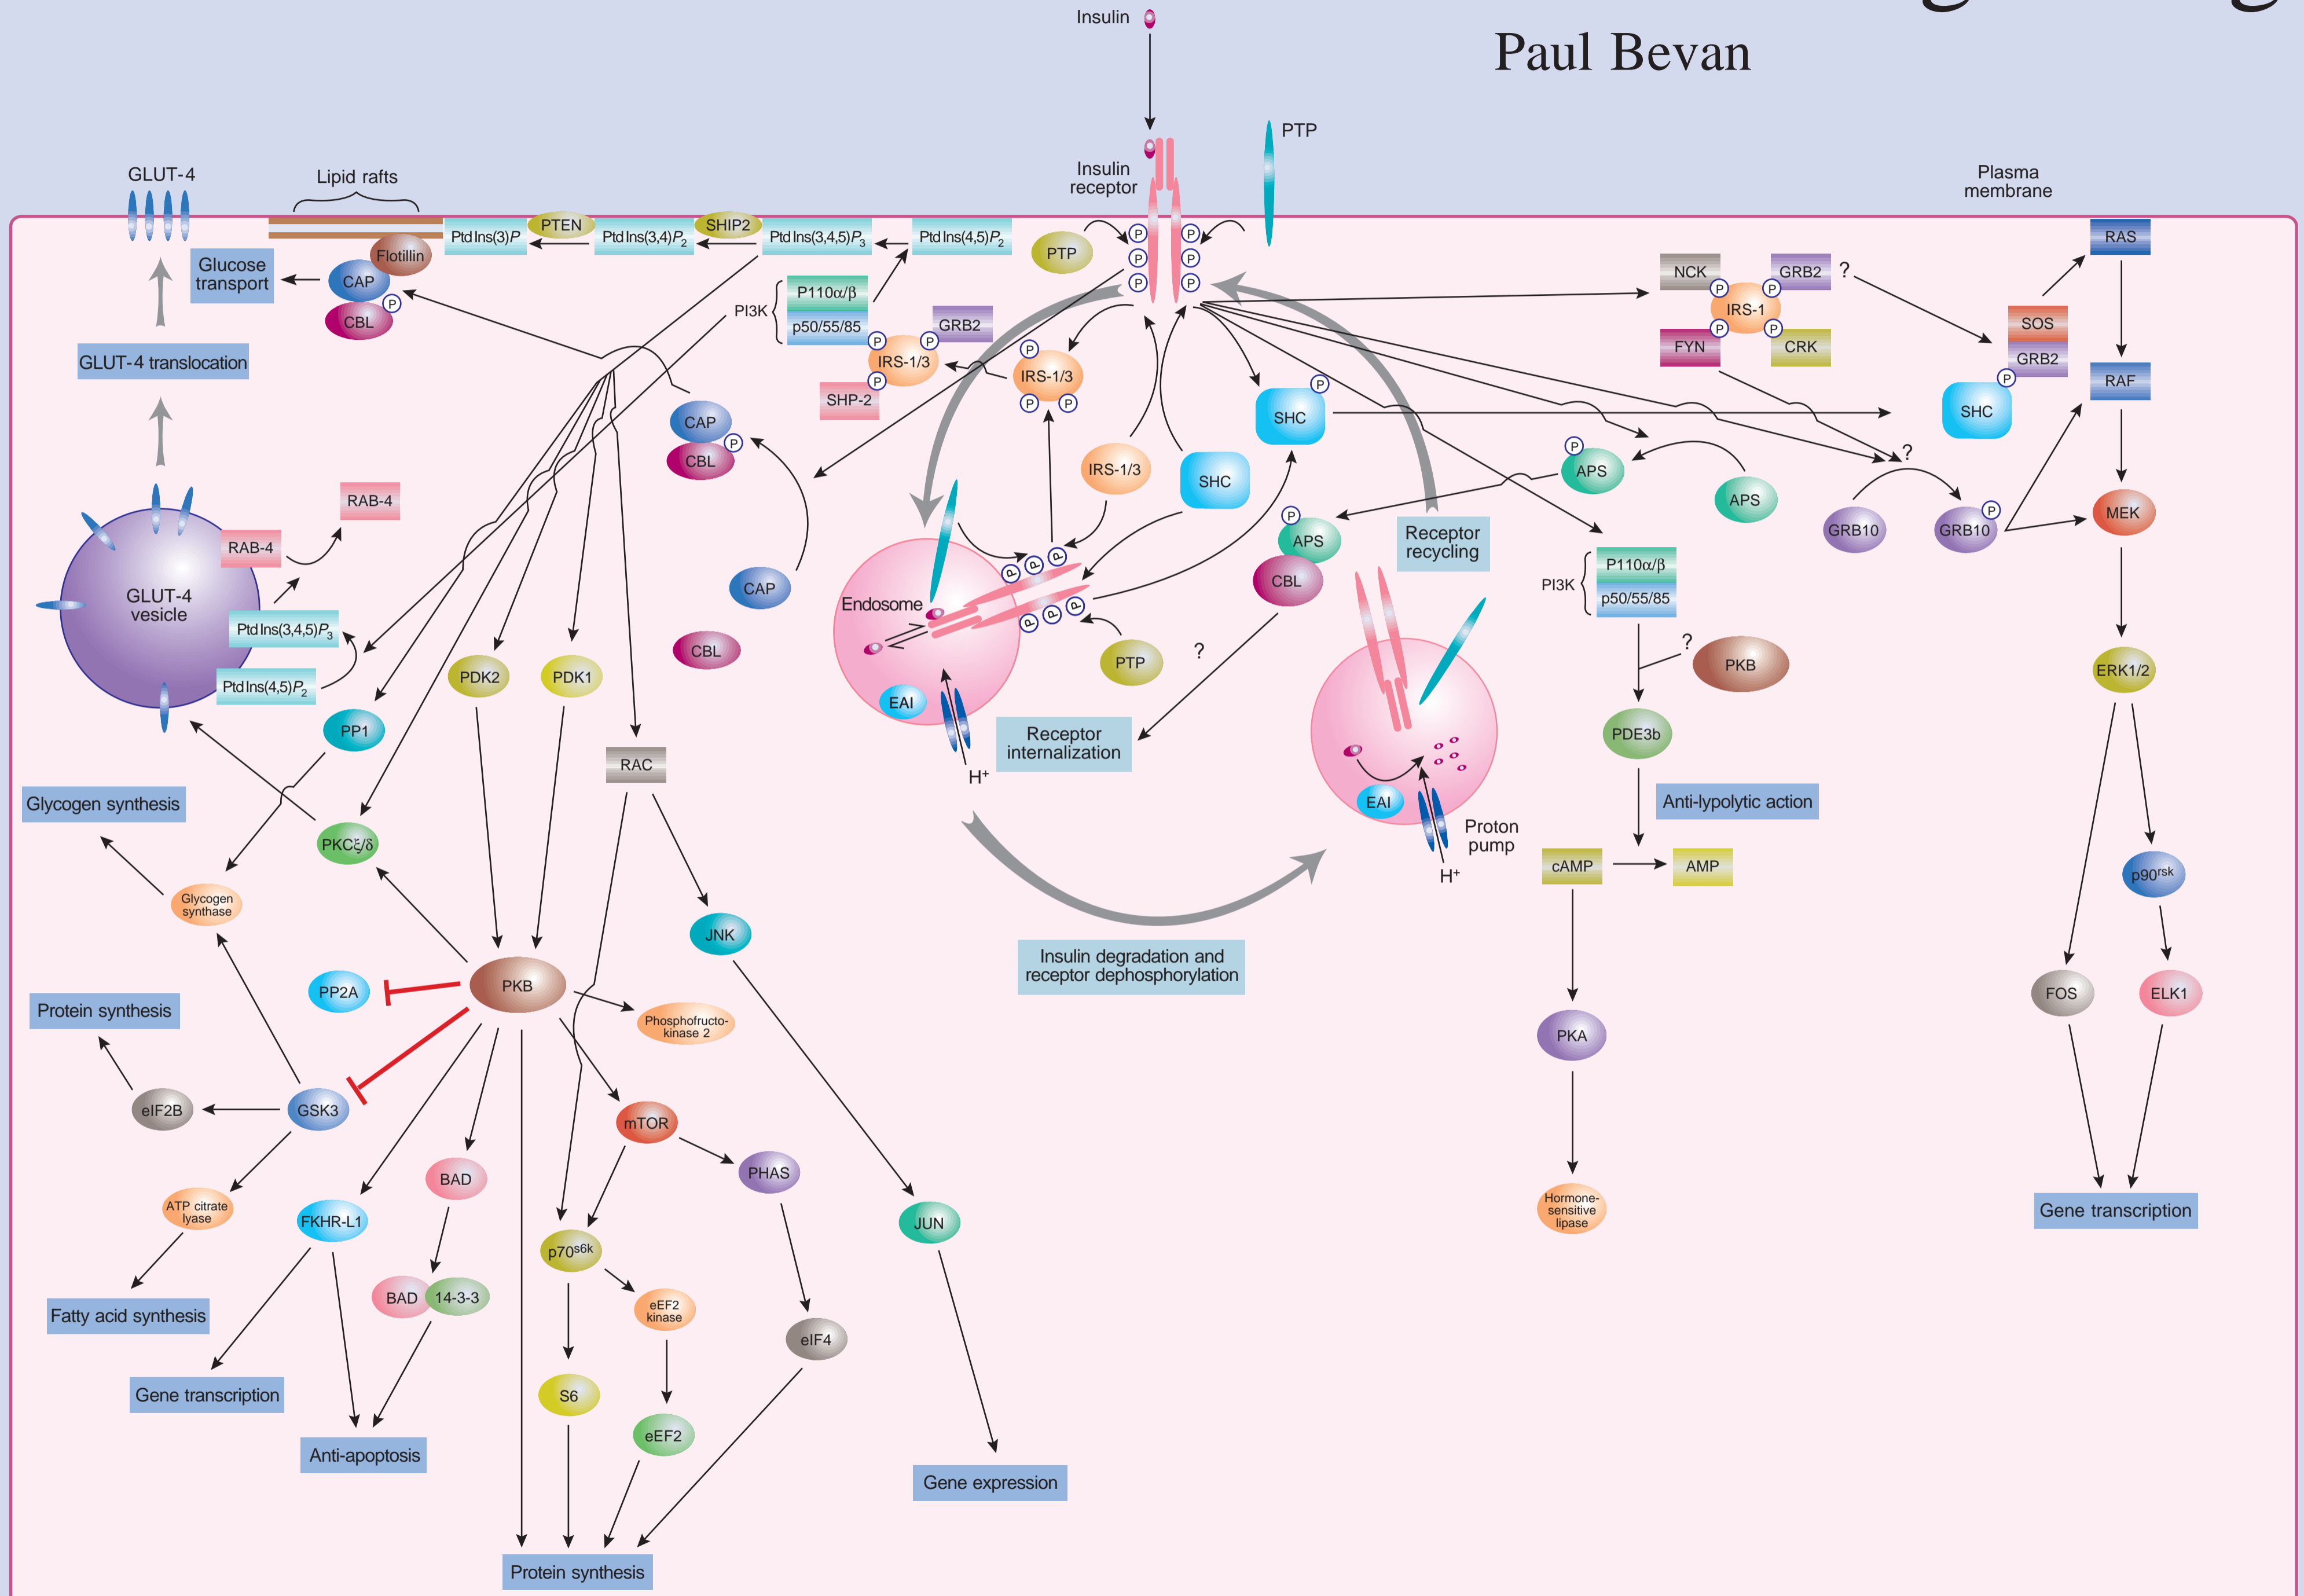 Paul Bevan
Insulin
PTP
Insulin
receptor
Plasma
membrane
GLUT-4
Lipid rafts
PtdIns(3)P
PTEN
PtdIns(3,4)P2
SHIP2
PtdIns(3,4,5)P3
PtdIns(4,5)P2
PTP
P
P
P
P
P
P
RAS
Glucose
transport
Flotillin
CAP
P
CBL
PI3K
P110α/β
p50/55/85
GRB2
P
P
IRS-1/3
P
SHP-2
P
IRS-1/3
P
P
NCK
GRB2
?
P
P
IRS-1
P
P
FYN
CRK
SOS
GRB2
P
SHC
RAF
GLUT-4 translocation
CAP
P
CBL
P
SHC
IRS-1/3
SHC
P
APS
APS
?
GRB10
P
GRB10
MEK
RAB-4
RAB-4
GLUT-4
vesicle
PtdIns(3,4,5)P3
PtdIns(4,5)P2
CAP
CBL
Endosome
P
P
P
P
P
P
PTP
?
EAI
H+
P
APS
CBL
Receptor
recycling
PI3K
P110α/β
p50/55/85
?
PKB
ERK1/2
PDK2
PDK1
PP1
RAC
Receptor
internalization
PDE3b
Glycogen synthesis
PKCξ/δ
EAI
Proton
pump
H+
Anti-lypolytic action
cAMP
AMP
p90rsk
Glycogen
synthase
JNK
Insulin degradation and
receptor dephosphorylation
PP2A
PKB
Phosphofructo-
kinase 2
FOS
ELK1
Protein synthesis
PKA
eIF2B
GSK3
mTOR
PHAS
BAD
ATP citrate
lyase
FKHR-L1
JUN
Hormone-
sensitive
lipase
Gene transcription
p70s6k
BAD
14-3-3
eEF2
kinase
Fatty acid synthesis
eIF4
Gene transcription
S6
eEF2
Anti-apoptosis
Gene expression
Protein synthesis